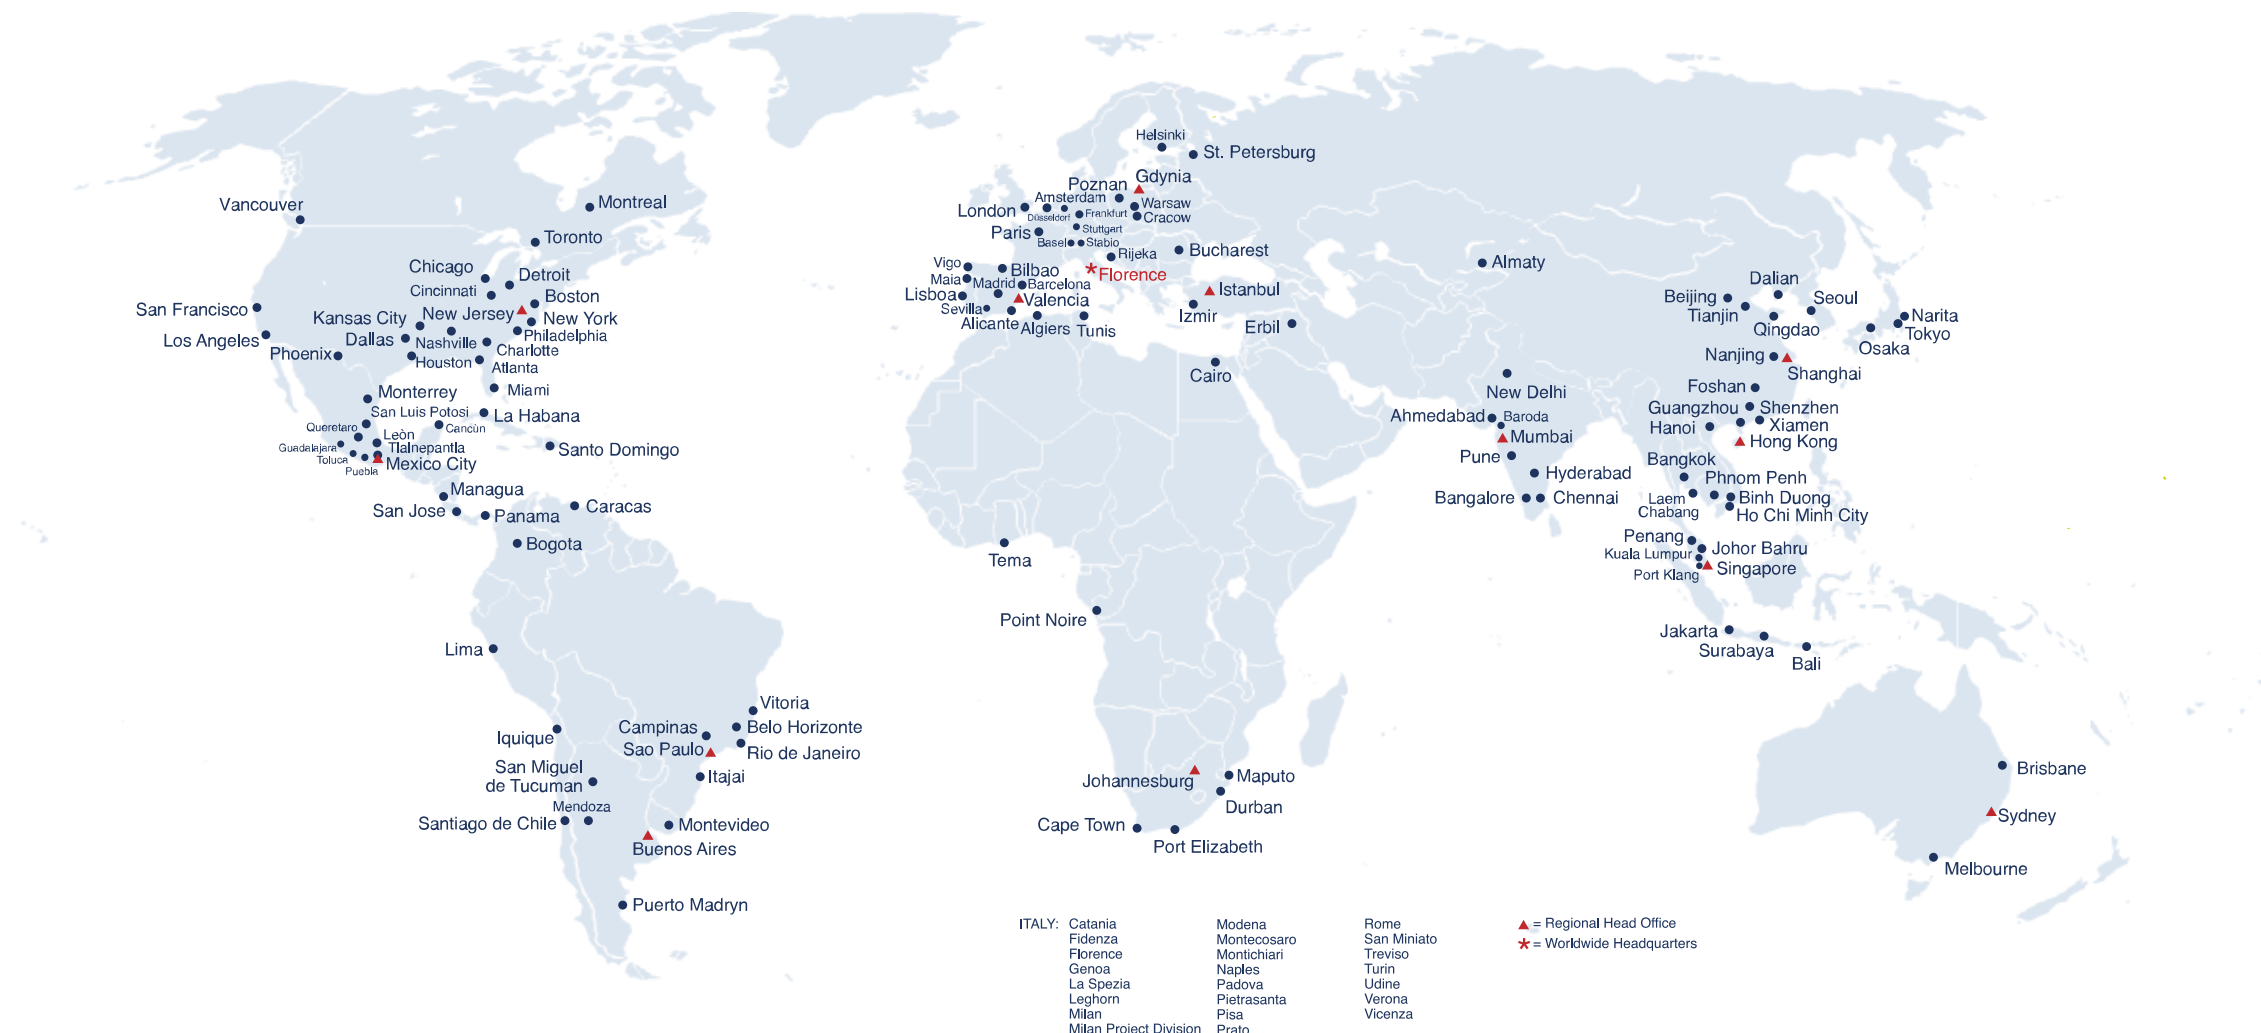 Helsinki
St. Petersburg
Gdynia
Poznan
Amsterdam
Warsaw
London
Düsseldorf
Frankfurt
Cracow
Paris
Stuttgart
Basel
Stabio
Rijeka
Bucharest
Vigo
Bilbao
Florence
Maia
Madrid
Barcelona
Lisboa
Valencia
Istanbul
Sevilla
Alicante
Algiers
Tunis
Izmir
Erbil
Cairo
Vancouver
Montreal
Toronto
Chicago
Detroit
Cincinnati
Boston
San Francisco
New Jersey
New York
Kansas City
Philadelphia
Los Angeles
Dallas
Nashville
Charlotte
Phoenix
Houston
Atlanta
Monterrey
Miami
San Luis Potosi
La Habana
Queretaro
Leòn
Cancùn
Guadalajara
Tlalnepantla
Toluca
Mexico City
Puebla
Santo Domingo
Managua
San Jose
Panama
Caracas
Bogota
Lima
Vitoria
Campinas
Belo Horizonte
Iquique
Sao Paulo
Rio de Janeiro
San Miguel
de Tucuman
Itajai
Mendoza
Santiago de Chile
Montevideo
Buenos Aires
Puerto Madryn
Tema
Point Noire
Johannesburg
Maputo
Durban
Cape Town
Port Elizabeth
Almaty
New Delhi
Ahmedabad
Baroda
Mumbai
Pune
Hyderabad
Bangalore
Chennai
Dalian
Beijing
Seoul
Tianjin
Qingdao
Narita
Tokyo
Osaka
Nanjing
Shanghai
Foshan
Guangzhou
Shenzhen
Hanoi
Xiamen
Hong Kong
Bangkok
Phnom Penh
Laem
Chabang
Binh Duong
Ho Chi Minh City
Penang
Johor Bahru
Kuala Lumpur
Singapore
Port Klang
Jakarta
Surabaya
Bali
Brisbane
Sydney
Melbourne
ITALY:
Catania
Fidenza
Florence
Genoa
La Spezia
Leghorn
Milan
Milan Project Division
Modena
Montecosaro
Montichiari
Naples
Padova
Pietrasanta
Pisa
Prato
Rome
San Miniato
Treviso
Turin
Udine
Verona
Vicenza
= Regional Head Office
= Worldwide Headquarters